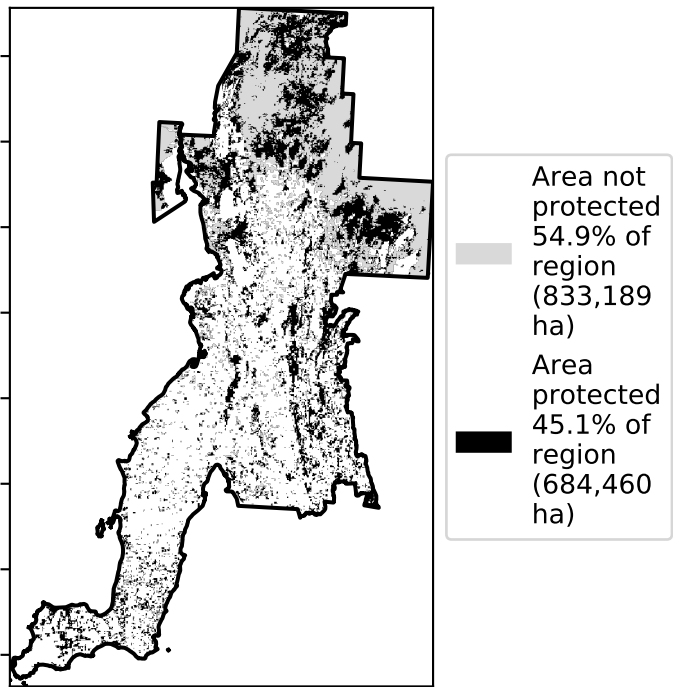 Area not
protected
54.9% of
region
(833,189
ha)
Area
protected
45.1% of
region
(684,460
ha)